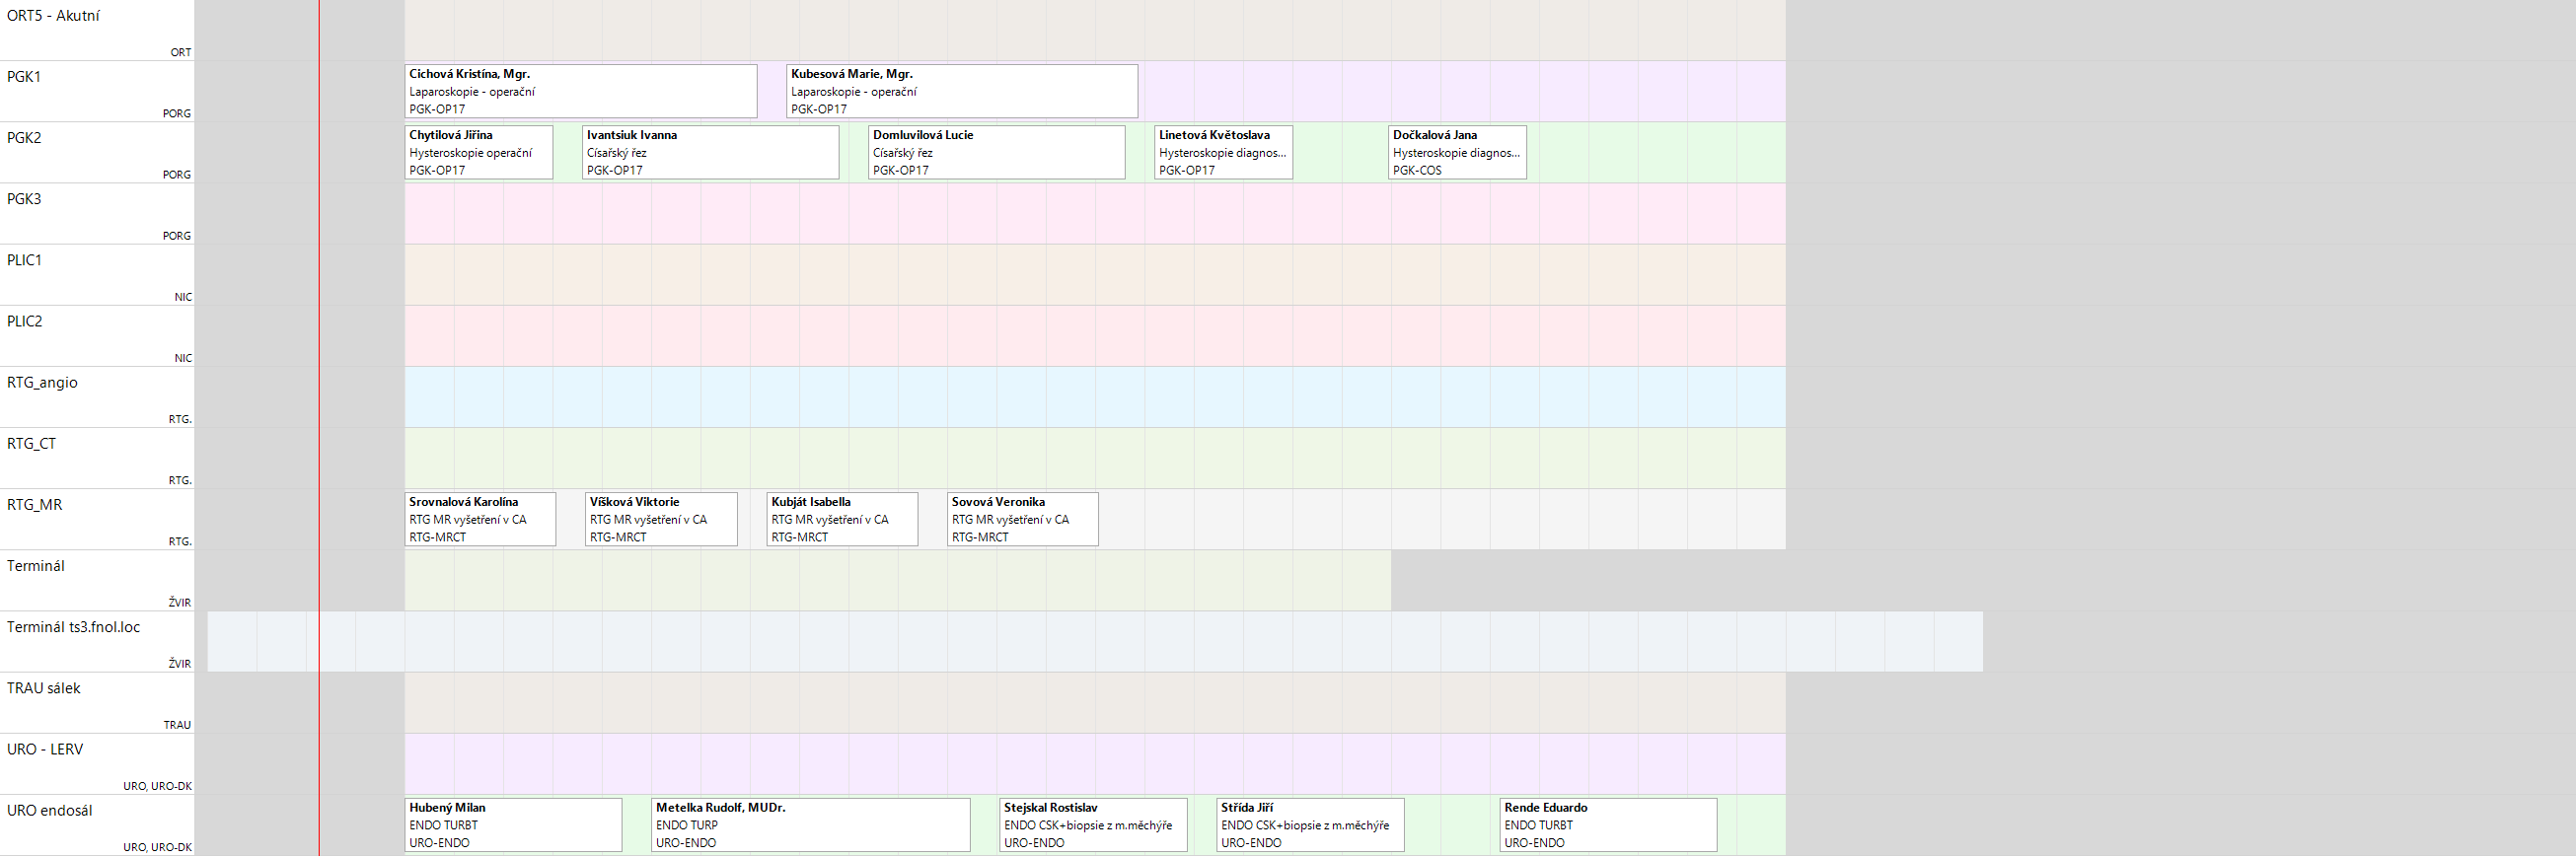 ORT5 - Akutní
ORT
PGK1
PORG
Cichová Kristína, Mgr.
Laparoskopie - operační
PGK-OP17
Kubesová Marie, Mgr.
Laparoskopie - operační
PGK-OP17
PGK2
PORG
Chytilová Jiřina
Hysteroskopie operační
PGK-OP17
Ivantsiuk Ivanna
Císařský řez
PGK-OP17
Domluvilová Lucie
Císařský řez
PGK-OP17
Linetová Květoslava
Hysteroskopie diagnos...
PGK-OP17
Dočkalová Jana
Hysteroskopie diagnos...
PGK-COS
PGK3
PORG
PLIC1
NIC
PLIC2
NIC
RTG_angio
RTG.
RTG_CT
RTG.
RTG_MR
RTG.
Srovnalová Karolína
RTG MR vyšetření v CA
RTG-MRCT
Víšková Viktorie
RTG MR vyšetření v CA
RTG-MRCT
Kubját Isabella
RTG MR vyšetření v CA
RTG-MRCT
Sovová Veronika
RTG MR vyšetření v CA
RTG-MRCT
Terminál
ŽVIR
Terminál ts3.fnol.loc
ŽVIR
TRAU sálek
TRAU
URO - LERV
URO, URO-DK
URO endosál
URO, URO-DK
Hubený Milan
ENDO TURBT
URO-ENDO
Metelka Rudolf, MUDr.
ENDO TURP
URO-ENDO
Stejskal Rostislav
ENDO CSK+biopsie z m.měchýře
URO-ENDO
Střída Jiří
ENDO CSK+biopsie z m.měchýře
URO-ENDO
Rende Eduardo
ENDO TURBT
URO-ENDO